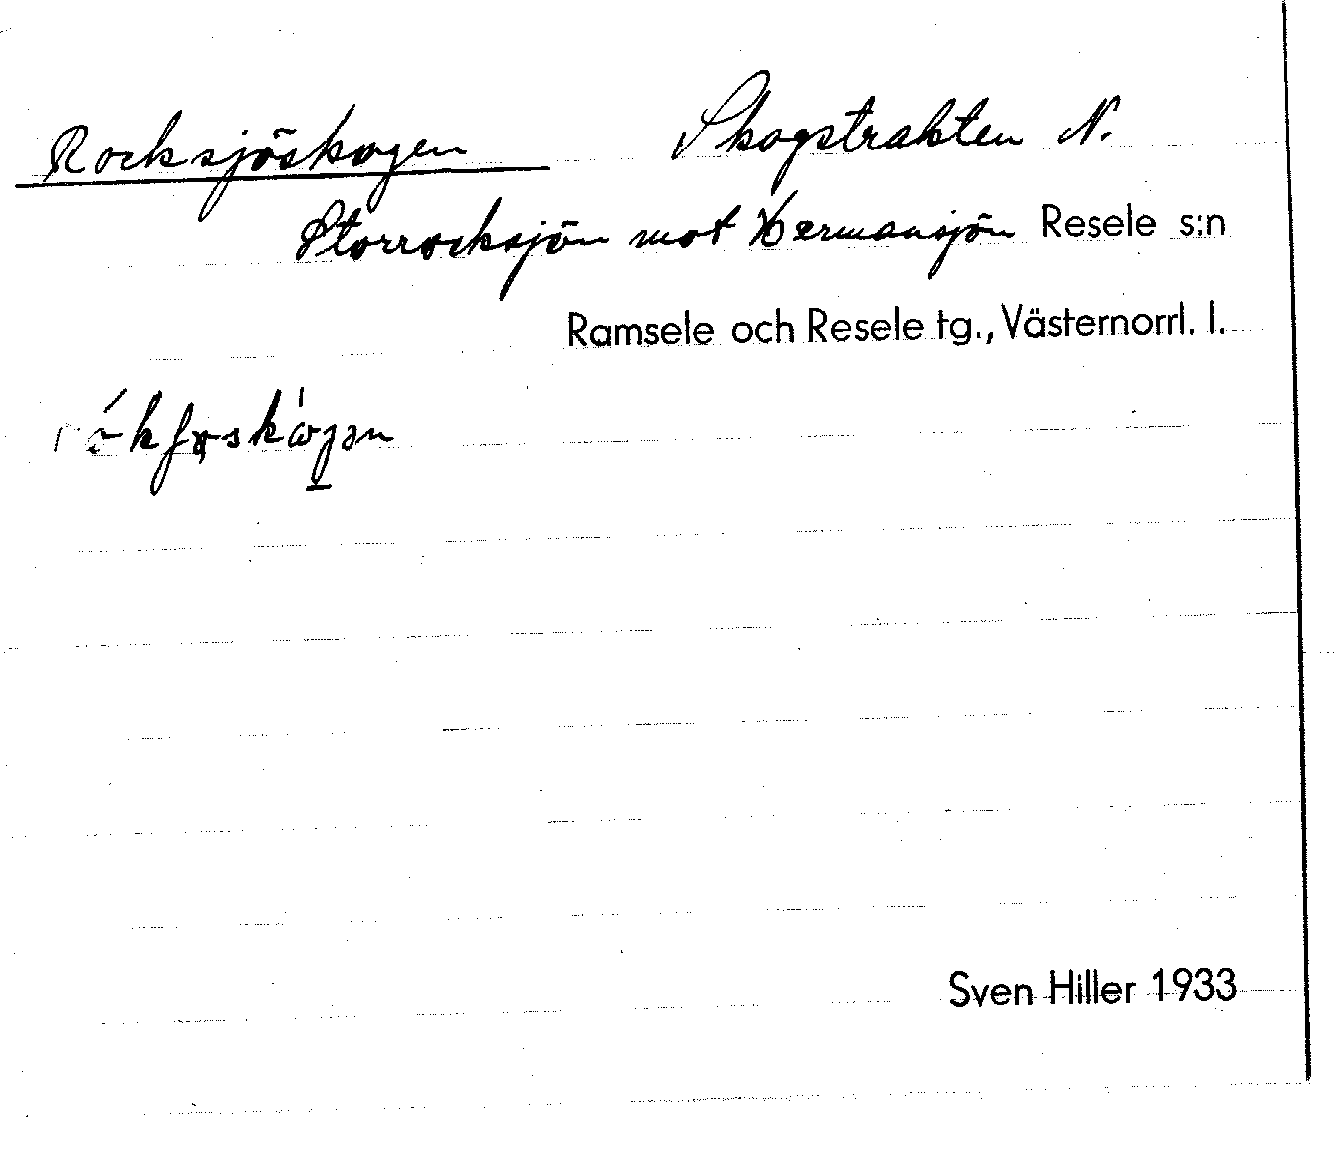 Rocksjöskogen Skogstrakten N.
Storrocksjön mot Hermansjön Resele s:n
Ramsele och Resele tg., Västernorrl. l.
Sven Hiller 1933